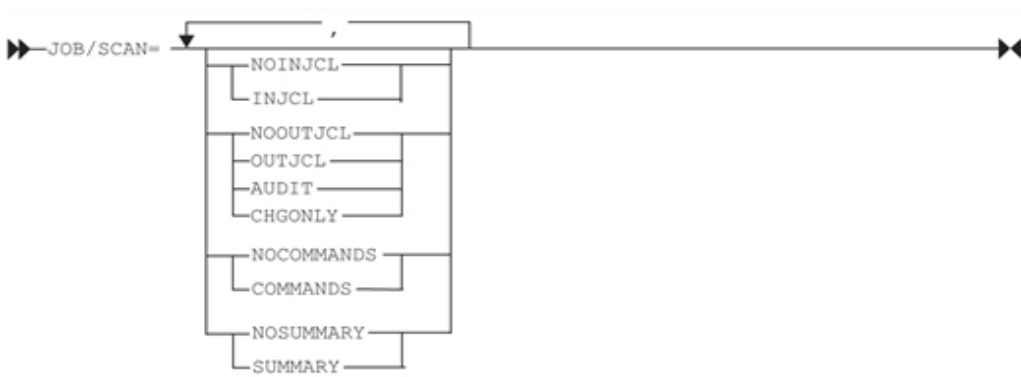 ,
JOB/SCAN=
NOINJCL
INJCL
NOOUTJCL
OUTJCL
AUDIT
CHGONLY
NOCOMMANDS
COMMANDS
NOSUMMARY
SUMMARY